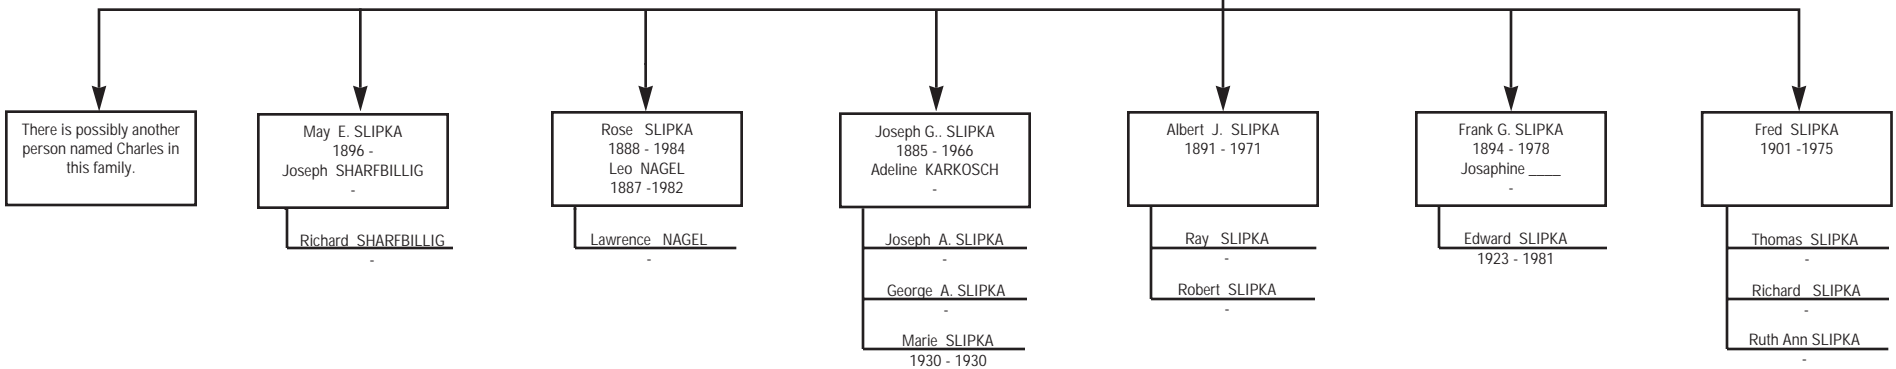 There is possibly another
person named Charles in
this family.
May E. SLIPKA
1896 -
Joseph SHARFBILLIG
-
Richard SHARFBILLIG
-
Rose SLIPKA
1888 - 1984
Leo NAGEL
1887 -1982
Lawrence NAGEL
-
Joseph G.. SLIPKA
1885 - 1966
Adeline KARKOSCH
-
Joseph A. SLIPKA
-
George A. SLIPKA
-
Marie SLIPKA
1930 - 1930
Albert J. SLIPKA
1891 - 1971
Ray SLIPKA
-
Robert SLIPKA
-
Frank G. SLIPKA
1894 - 1978
Josaphine ____
-
Edward SLIPKA
1923 - 1981
Fred SLIPKA
1901 -1975
Thomas SLIPKA
-
Richard SLIPKA
-
Ruth Ann SLIPKA
-